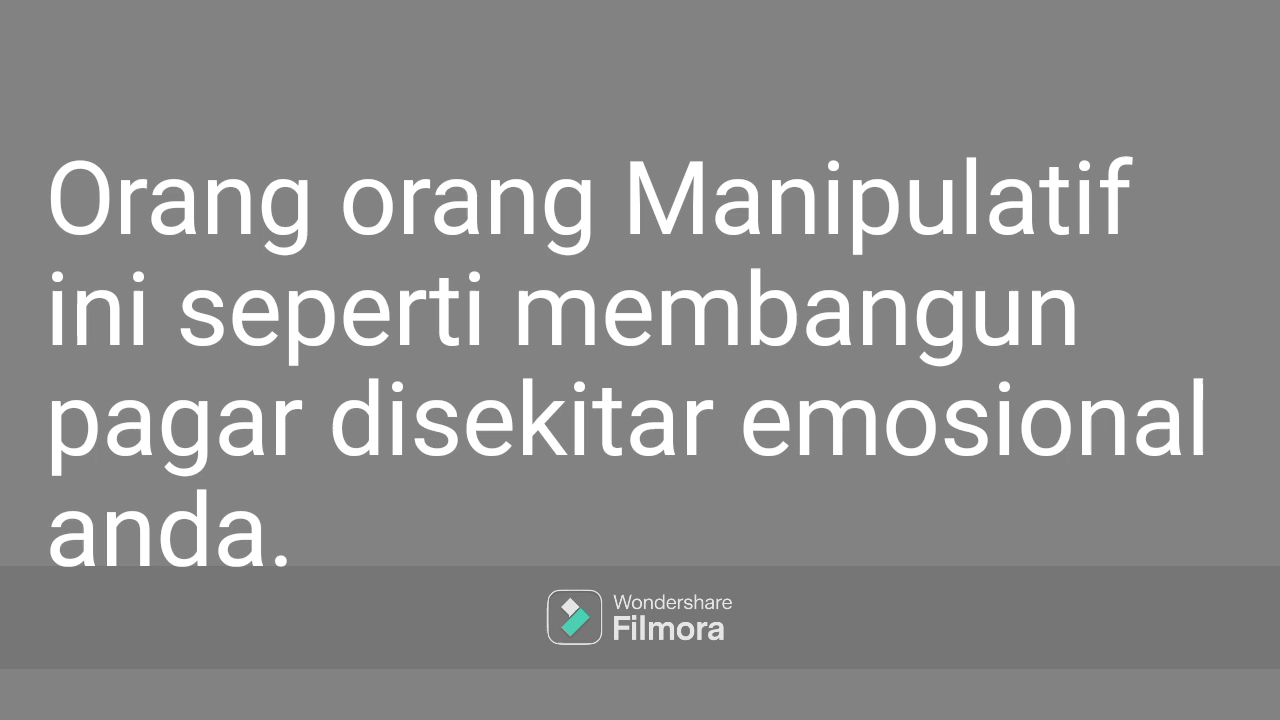 Orang orang Manipulatif
ini seperti membangun
pagar disekitar emosional
anda.
Wondershare
Filmora